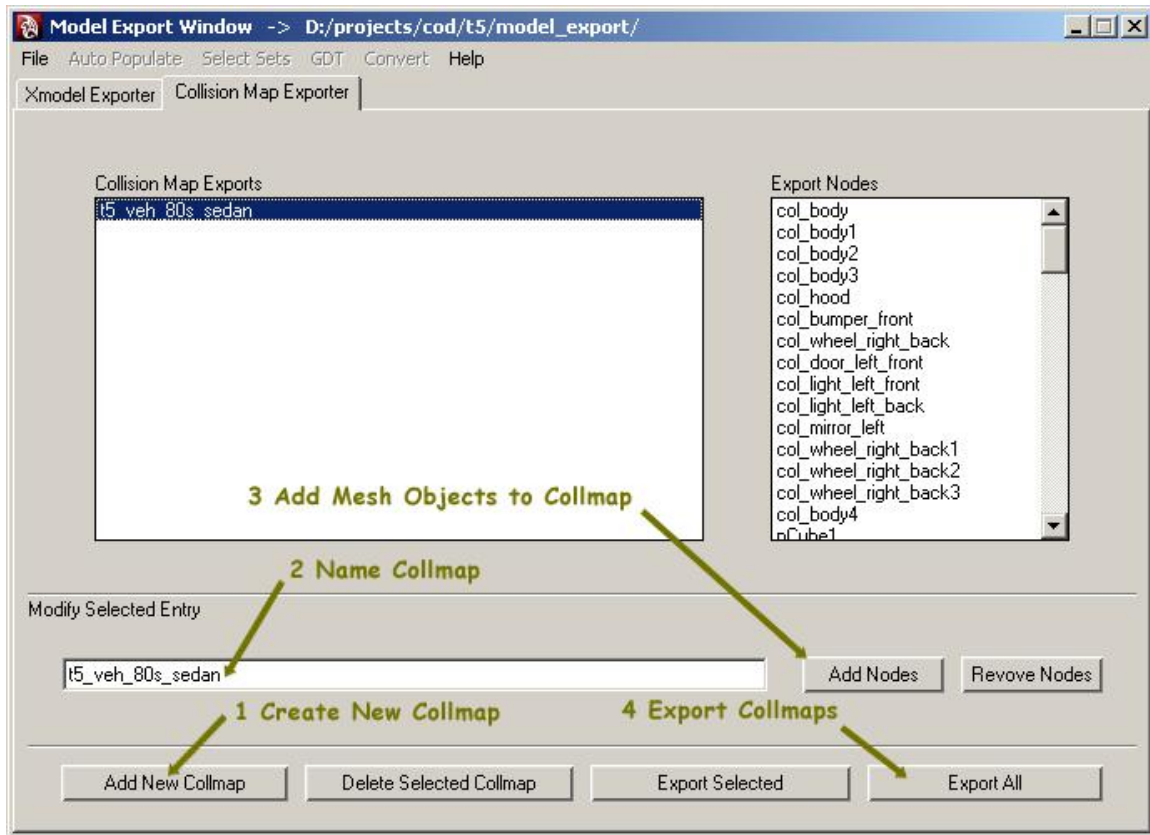 Model Export Window -> D:/projects/cod/t5/model_export/
File Auto Populate Select Sets GDT Convert Help
Xmodel Exporter Collision Map Exporter
Collision Map Exports
t5_veh_80s_sedan
Export Nodes
col_body
col_body1
col_body2
col_body3
col_hood
col_bumper_front
col_wheel_right_back
col_door_left_front
col_light_left_front
col_light_left_back
col_mirror_left
col_wheel_right_back1
col_wheel_right_back2
col_wheel_right_back3
col_body4
pCube1
3 Add Mesh Objects to Collmap
2 Name Collmap
Modify Selected Entry
t5_veh_80s_sedan
Add Nodes
Revove Nodes
1 Create New Collmap
4 Export Collmaps
Add New Collmap
Delete Selected Collmap
Export Selected
Export All